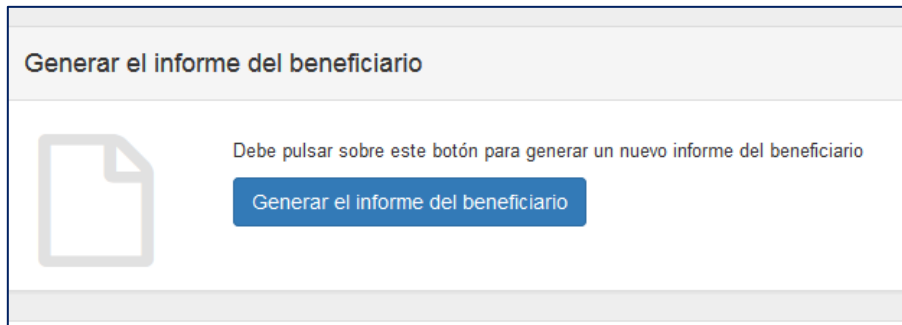 Generar el informe del beneficiario
Debe pulsar sobre este botón para generar un nuevo informe del beneficiario
Generar el informe del beneficiario